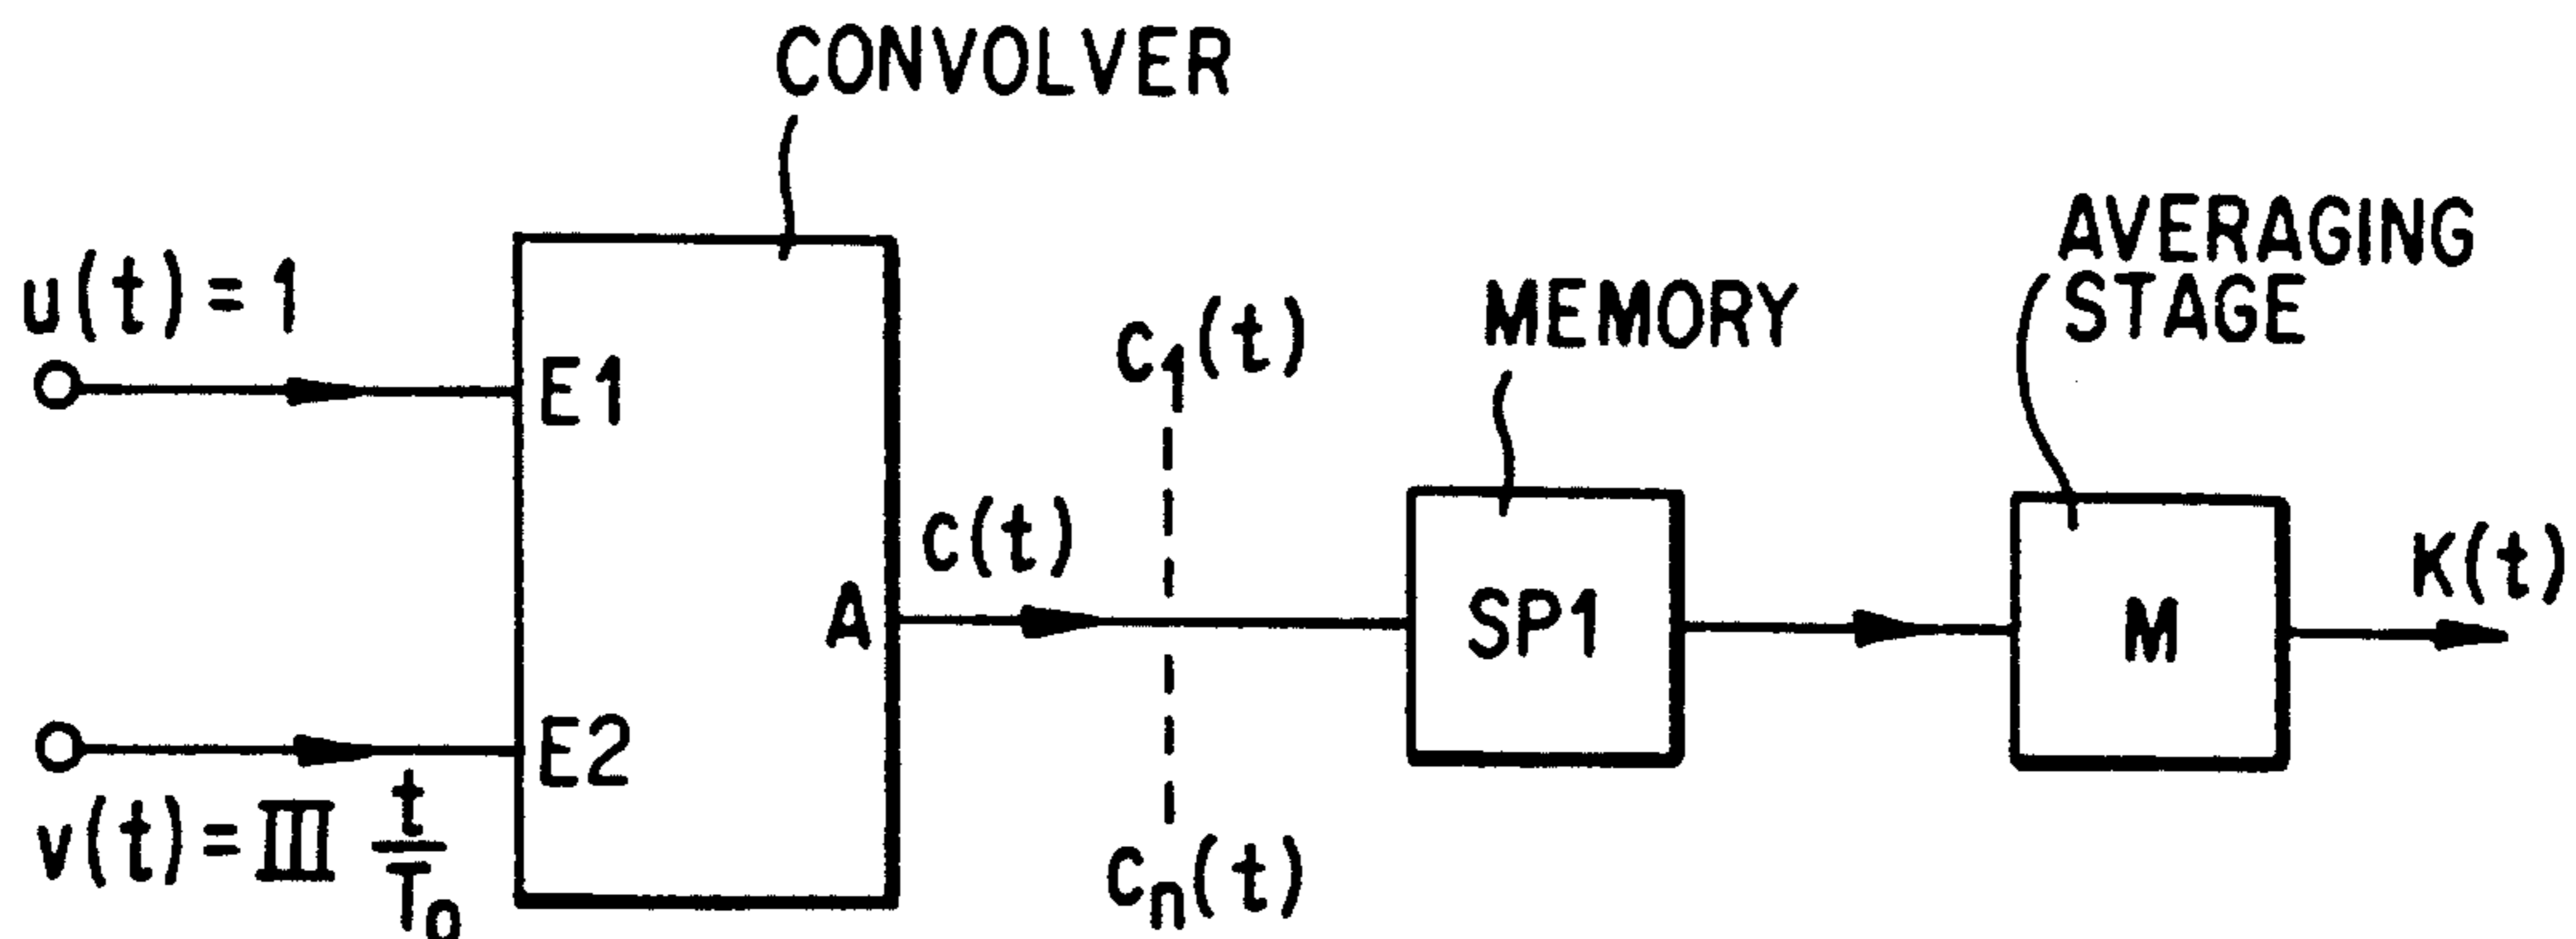 CONVOLVER
u(t) = 1
E1
E2
v(t) = III t/T₀
A
c(t)
c₁(t)
cₙ(t)
MEMORY
SP1
AVERAGING
STAGE
M
K(t)